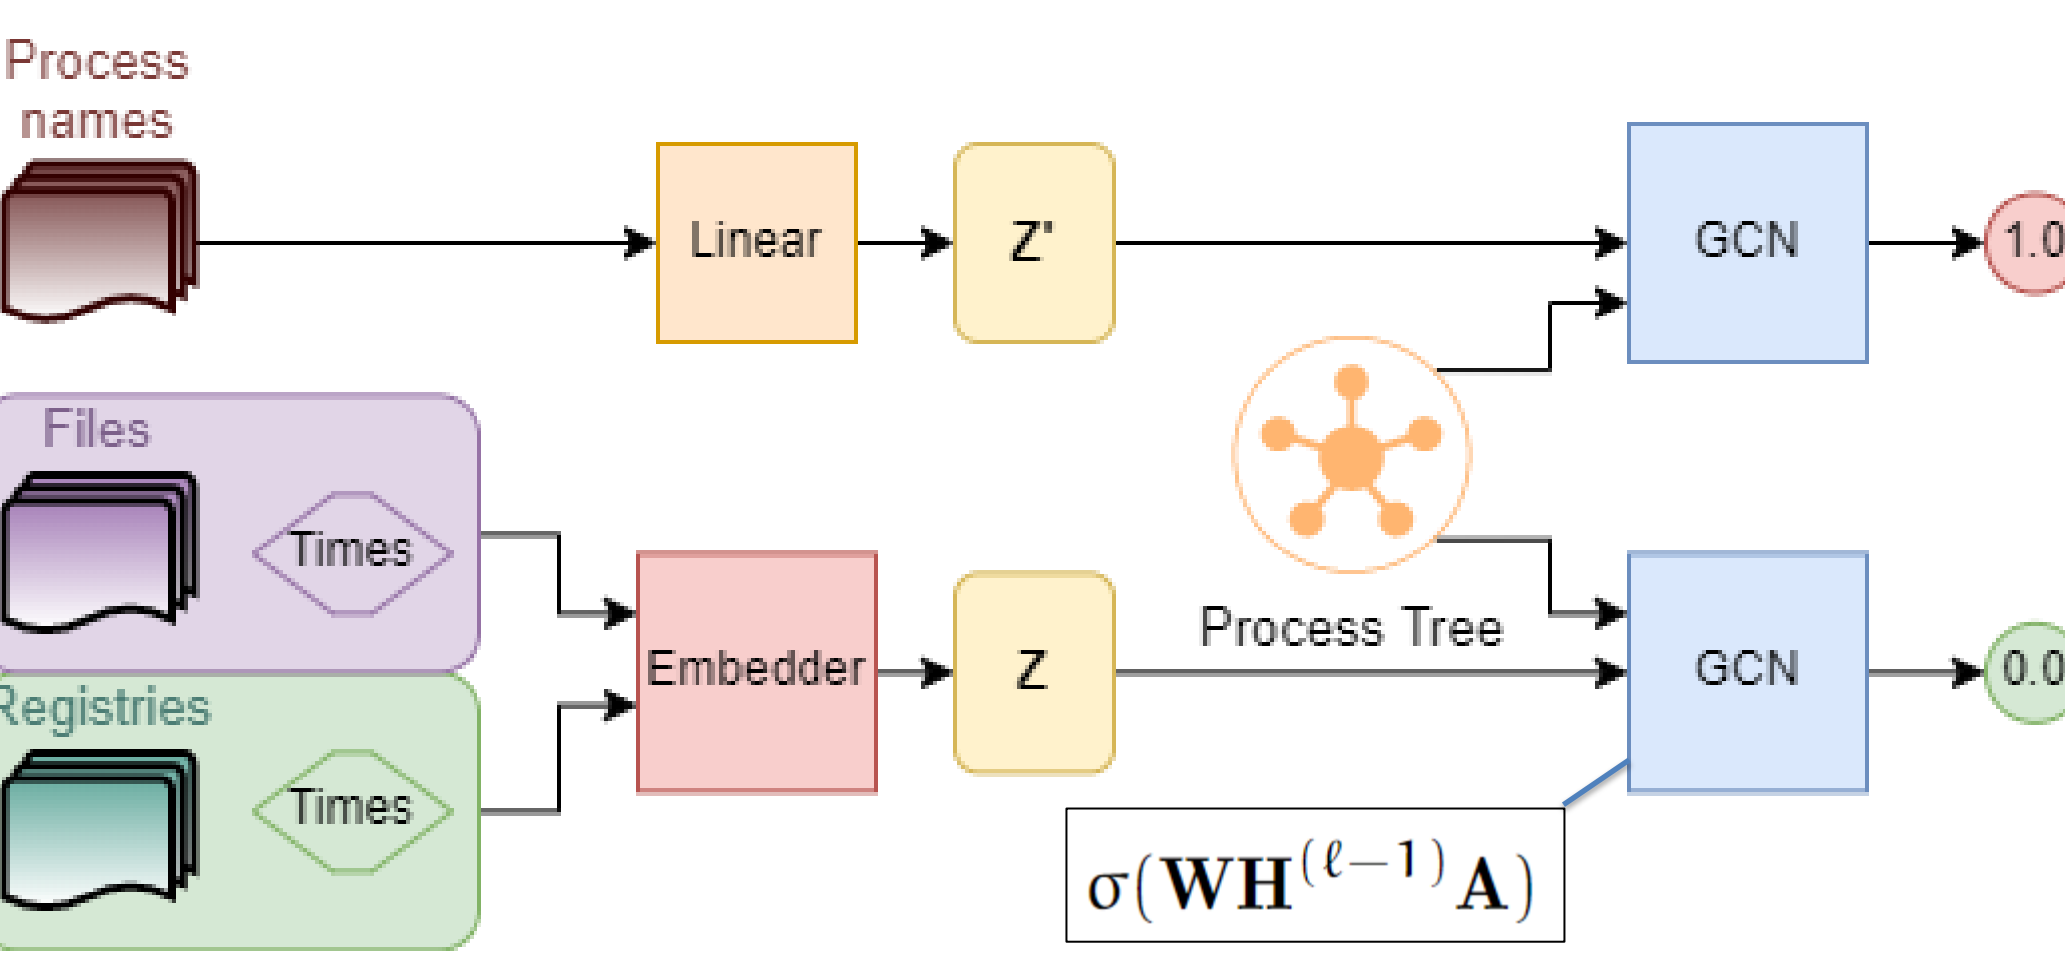 Process
names
Linear
Z'
GCN
1.0
Files
Times
Embedder
Z
Process Tree
GCN
0.0
Registries
Times
σ(WH^(ℓ−1)A)